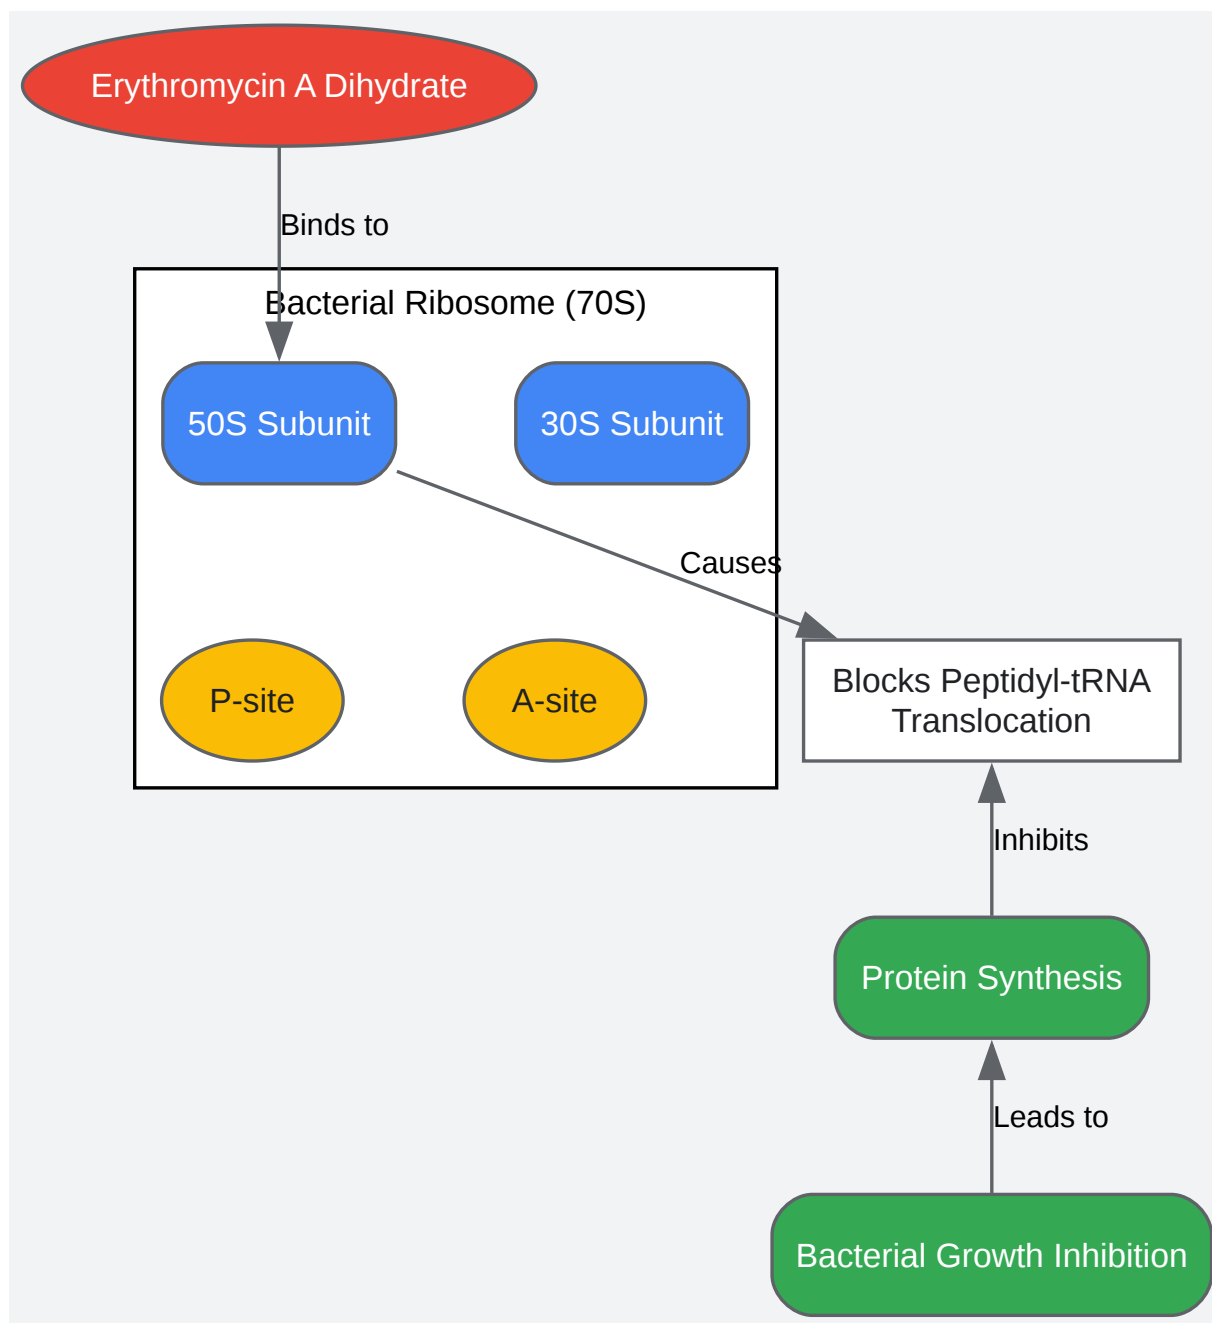 Erythromycin A Dihydrate
Binds to
Bacterial Ribosome (70S)
50S Subunit
30S Subunit
Causes
P-site
A-site
Blocks Peptidyl-tRNA
Translocation
Inhibits
Protein Synthesis
Leads to
Bacterial Growth Inhibition